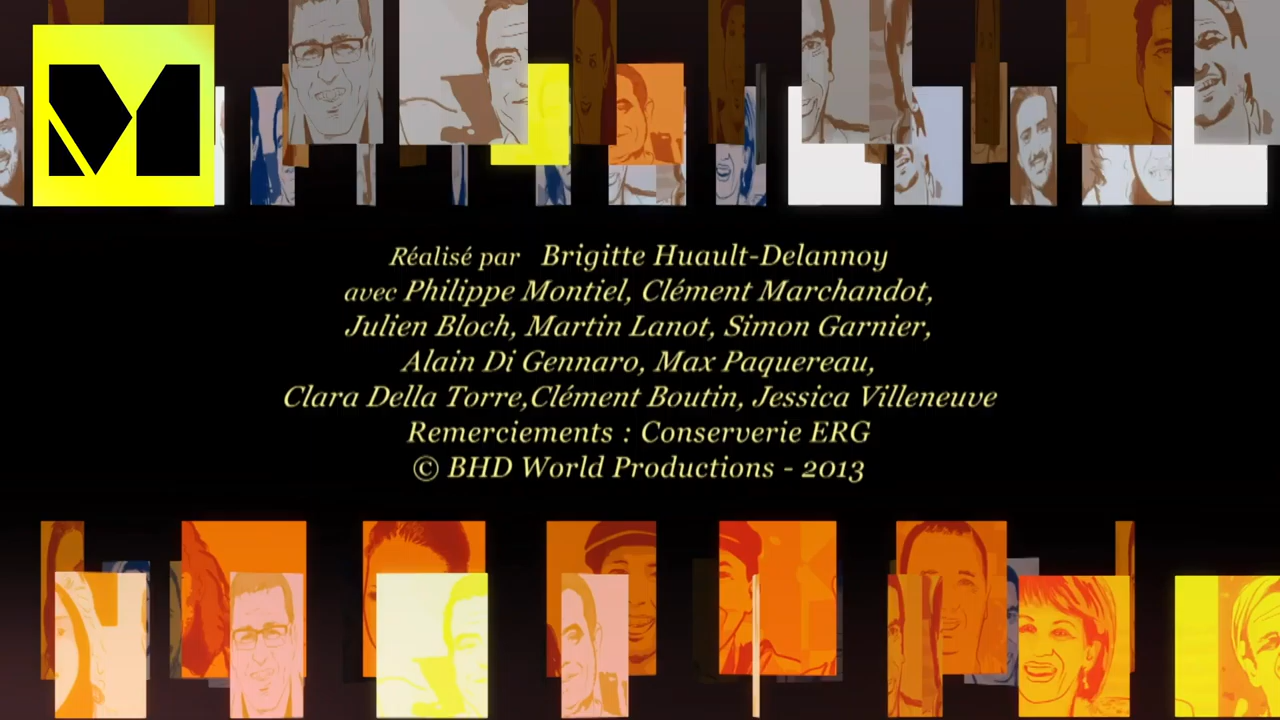 M
Réalisé par Brigitte Huault-Delannoy
avec Philippe Montiel, Clément Marchandot,
Julien Bloch, Martin Lanot, Simon Garnier,
Alain Di Gennaro, Max Paquereau,
Clara Della Torre,Clément Boutin, Jessica Villeneuve
Remerciements : Conserverie ERG
© BHD World Productions - 2013